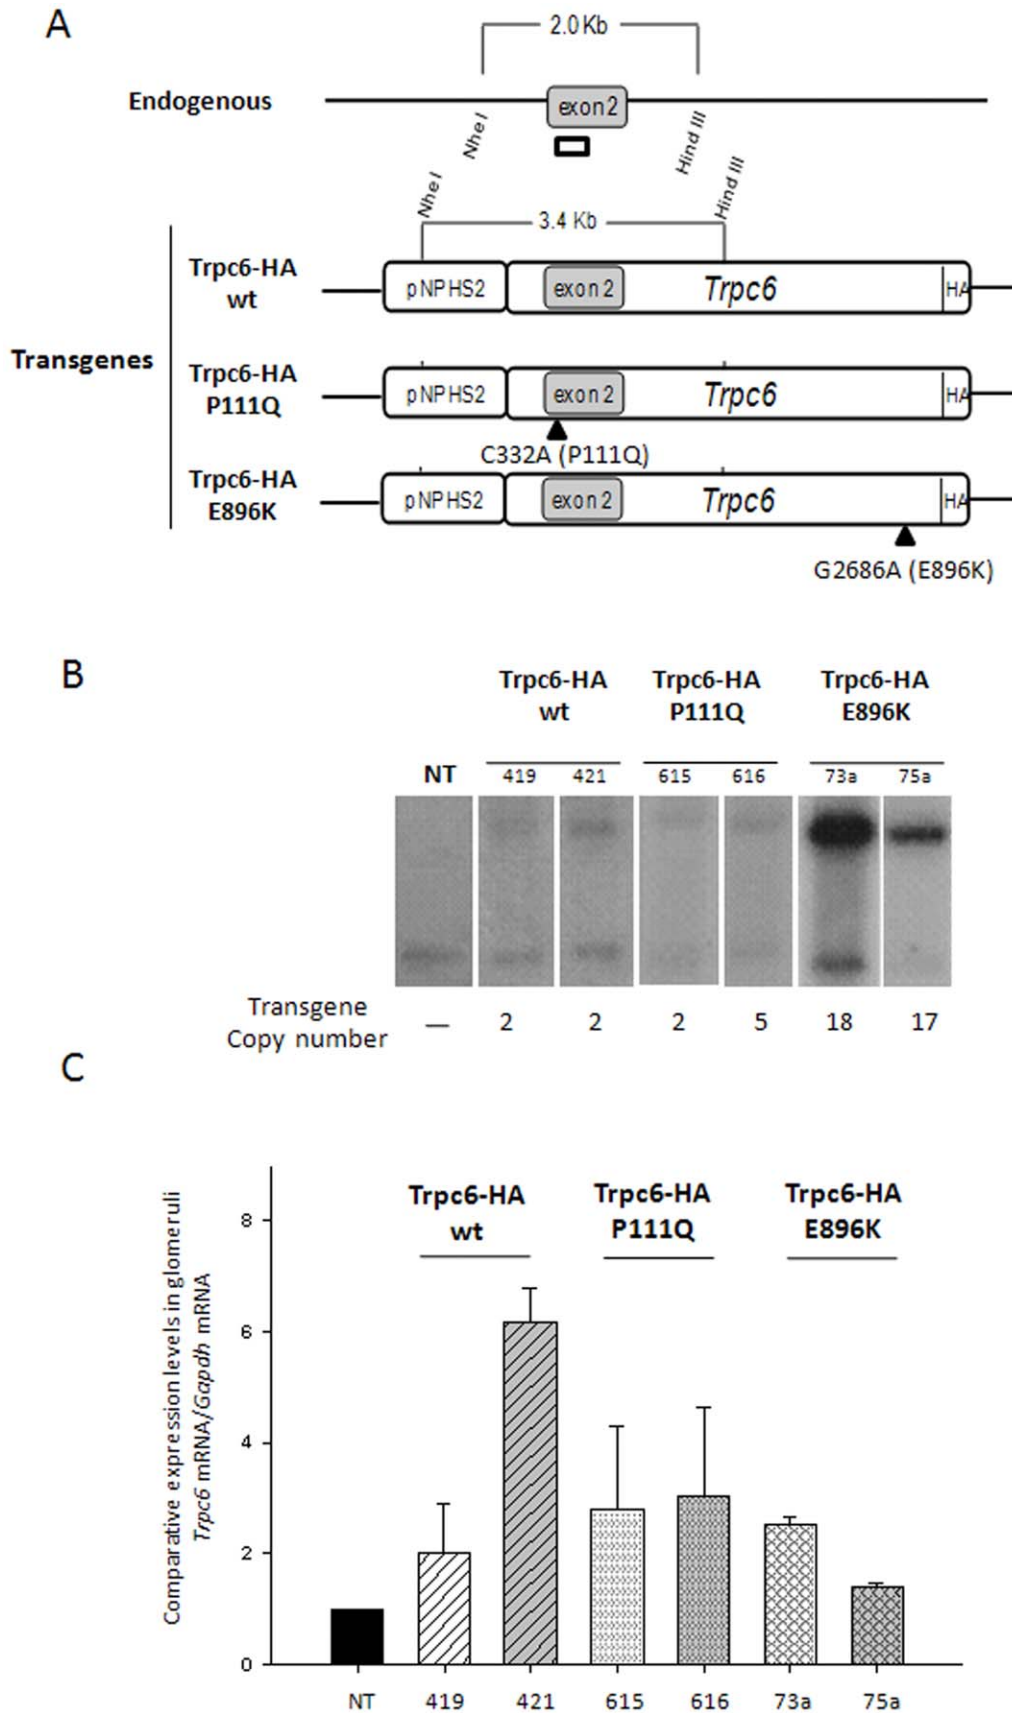 A
2.0 Kb
Endogenous
exon 2
Nhe I
Hind III
Nhe I
Hind III
3.4 Kb
Trpc6-HA
wt
pNPHS2
exon 2
Trpc6
HA
Transgenes
Trpc6-HA
P111Q
pNPHS2
exon 2
Trpc6
HA
C332A (P111Q)
Trpc6-HA
E896K
pNPHS2
exon 2
Trpc6
HA
G2686A (E896K)
B
Trpc6-HA
wt
Trpc6-HA
P111Q
Trpc6-HA
E896K
NT 419 421 615 616 73a 75a
Transgene
Copy number
— 2 2 2 5 18 17
C
Comparative expression levels in glomeruli
Trpc6 mRNA/Gapdh mRNA
Trpc6-HA
wt
Trpc6-HA
P111Q
Trpc6-HA
E896K
8
6
4
2
0
NT 419 421 615 616 73a 75a